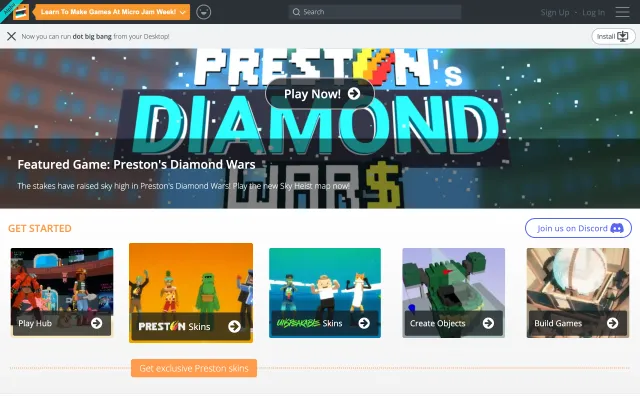 Learn To Make Games At Micro Jam Week!
Search
Sign Up • Log In
Now you can run dot big bang from your Desktop!
Install
PRESTON's
DIAMOND
WAR$
Play Now!
Featured Game: Preston's Diamond Wars
The stakes have raised sky high in Preston's Diamond Wars! Play the new Sky Heist map now!
GET STARTED
Join us on Discord
Play Hub
PRESTON Skins
UNSPEAKABLE Skins
Create Objects
Build Games
Get exclusive Preston skins